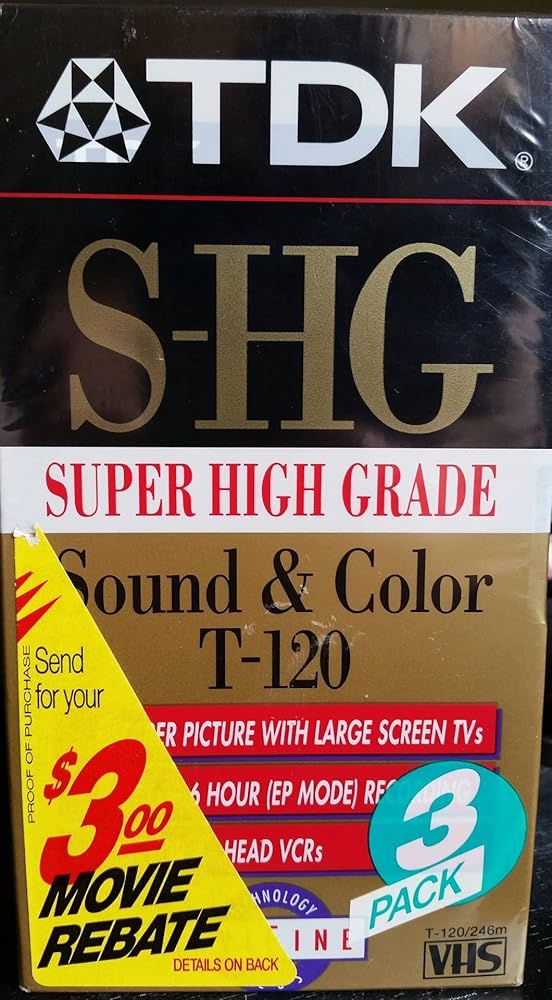 TDK®
S-HG
SUPER HIGH GRADE
Sound & Color
T-120
PROOF OF PURCHASE
Send
for your
$3.00
MOVIE
REBATE
DETAILS ON BACK
PICTURE WITH LARGE SCREEN TVs
6 HOUR (EP MODE) RECORDING
HEAD VCRs
3
PACK
T-120/246m
VHS